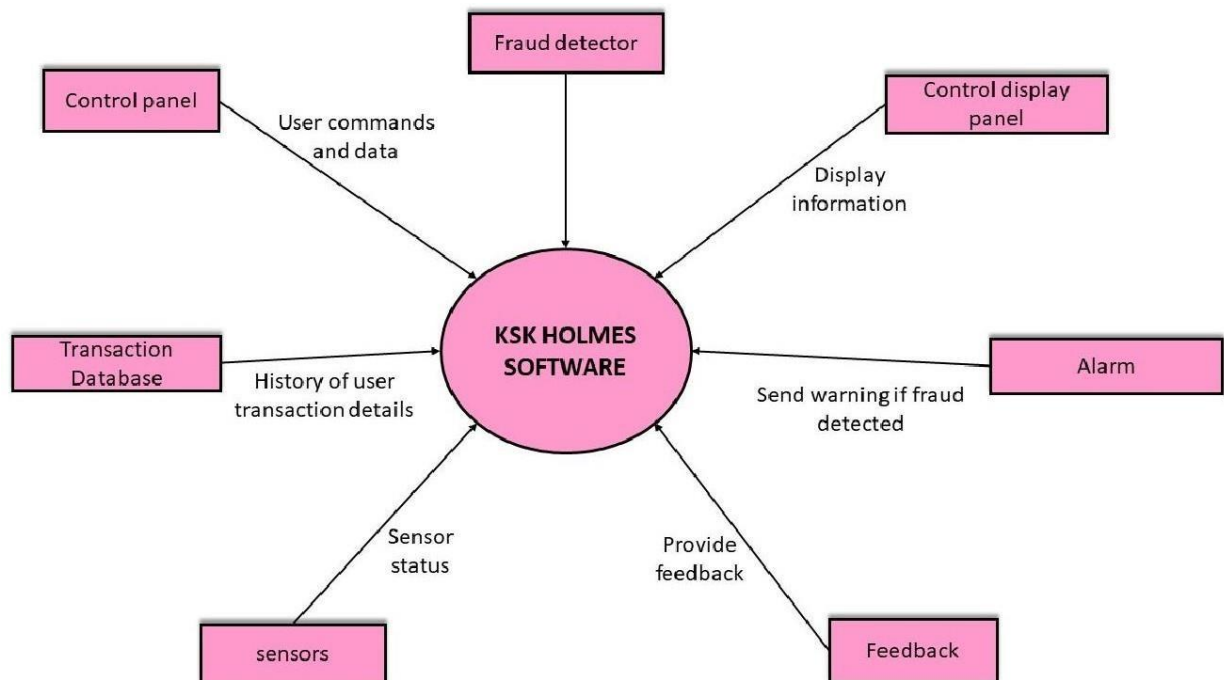 Fraud detector
Control panel
Control display
panel
User commands
and data
Display
information
KSK HOLMES
SOFTWARE
Transaction
Database
History of user
transaction details
Alarm
Send warning if fraud
detected
Sensor
status
Provide
feedback
sensors
Feedback